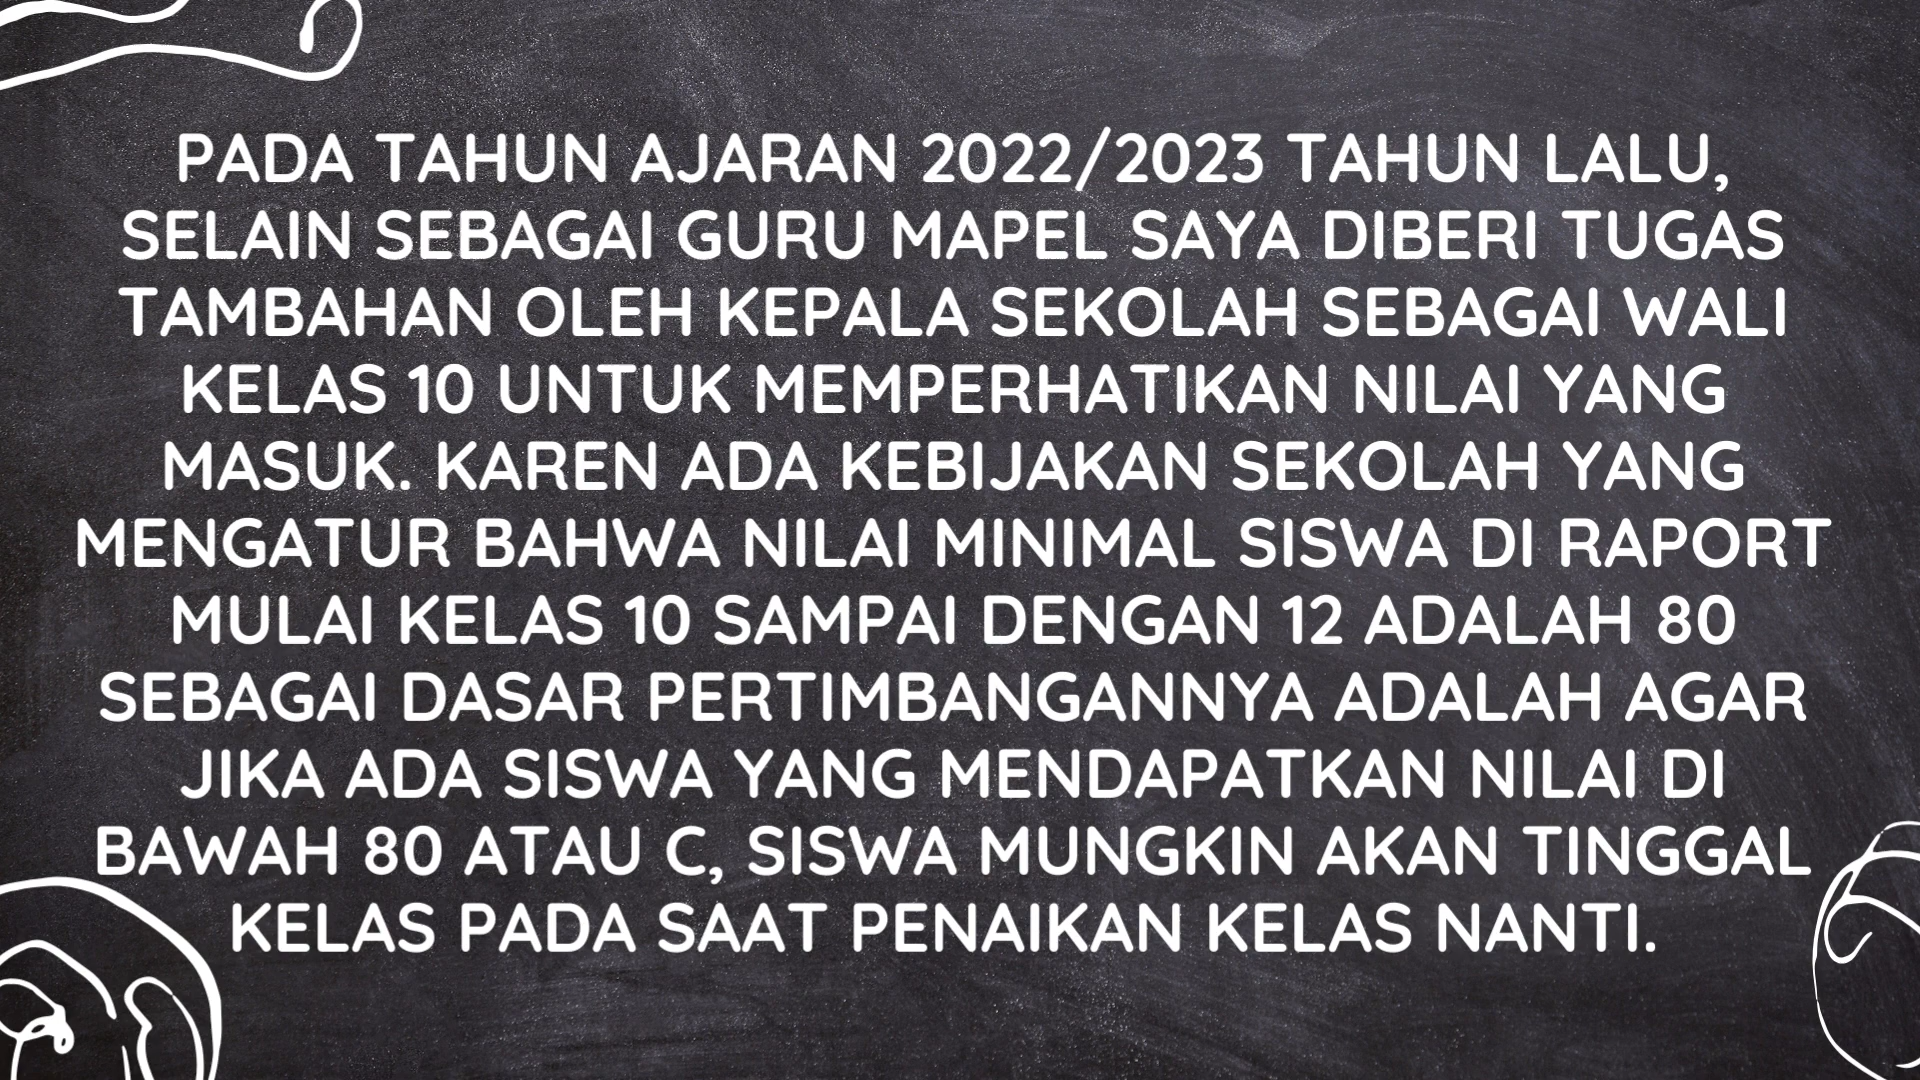 PADA TAHUN AJARAN 2022/2023 TAHUN LALU,
SELAIN SEBAGAI GURU MAPEL SAYA DIBERI TUGAS
TAMBAHAN OLEH KEPALA SEKOLAH SEBAGAI WALI
KELAS 10 UNTUK MEMPERHATIKAN NILAI YANG
MASUK. KAREN ADA KEBIJAKAN SEKOLAH YANG
MENGATUR BAHWA NILAI MINIMAL SISWA DI RAPORT
MULAI KELAS 10 SAMPAI DENGAN 12 ADALAH 80
SEBAGAI DASAR PERTIMBANGANNYA ADALAH AGAR
JIKA ADA SISWA YANG MENDAPATKAN NILAI DI
BAWAH 80 ATAU C, SISWA MUNGKIN AKAN TINGGAL
KELAS PADA SAAT PENAIKAN KELAS NANTI.